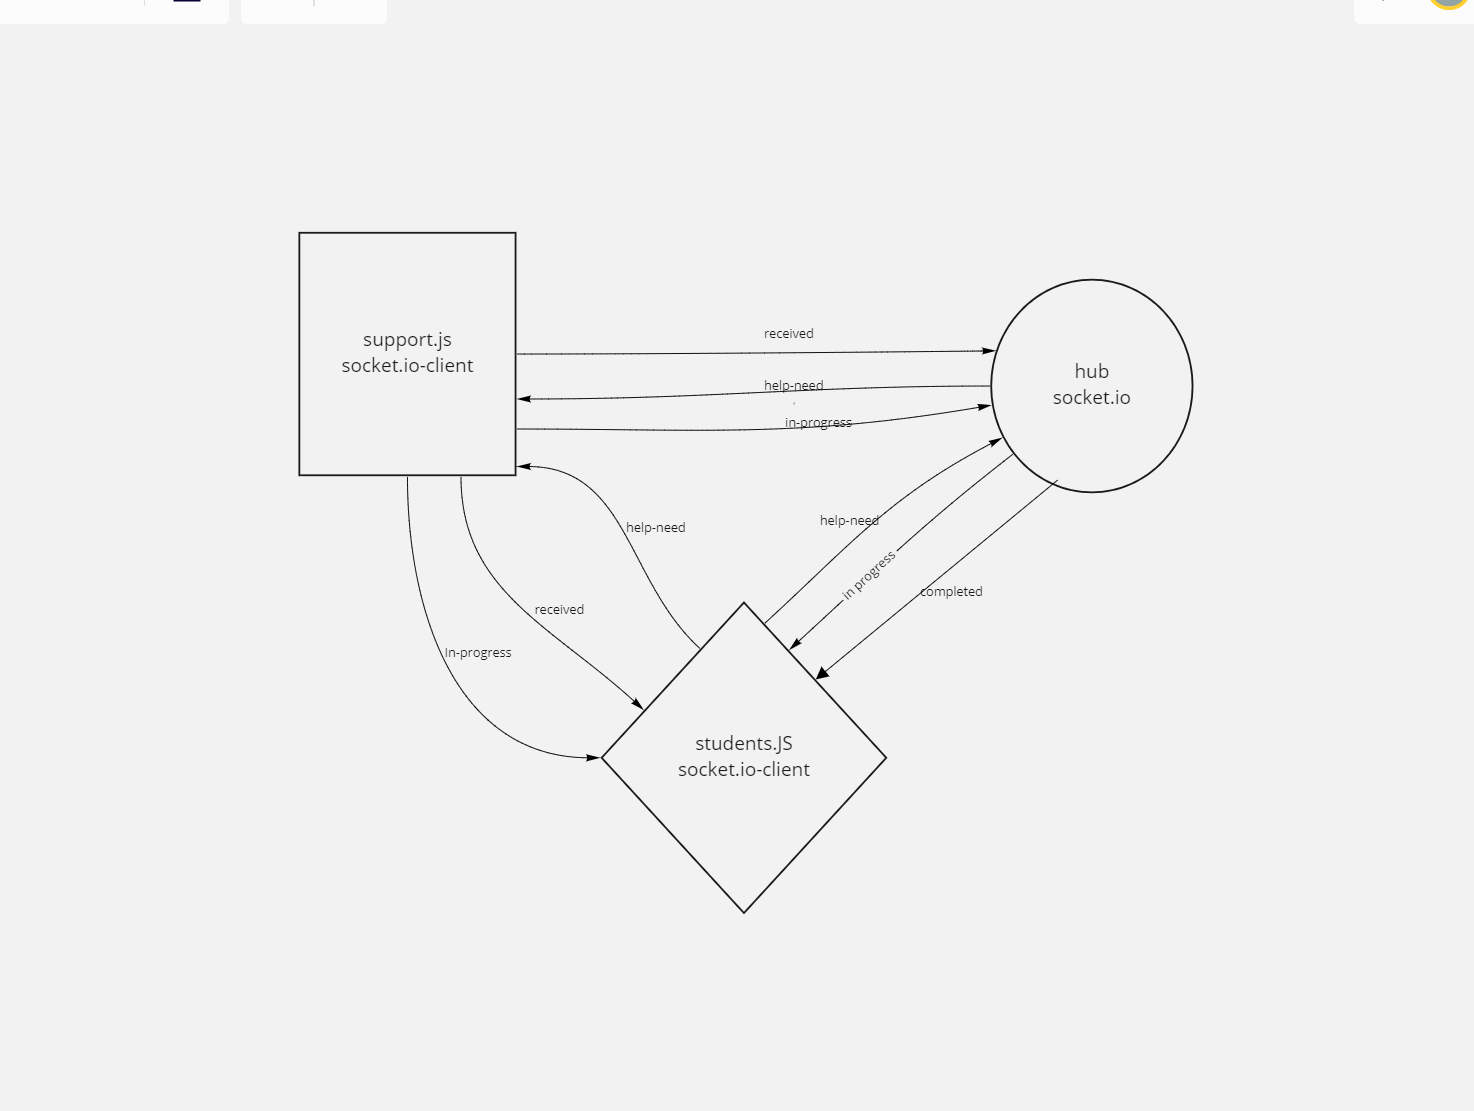 support.js
socket.io-client
received
help-need
in-progress
hub
socket.io
help-need
help-need
in progress
completed
received
In-progress
students.JS
socket.io-client